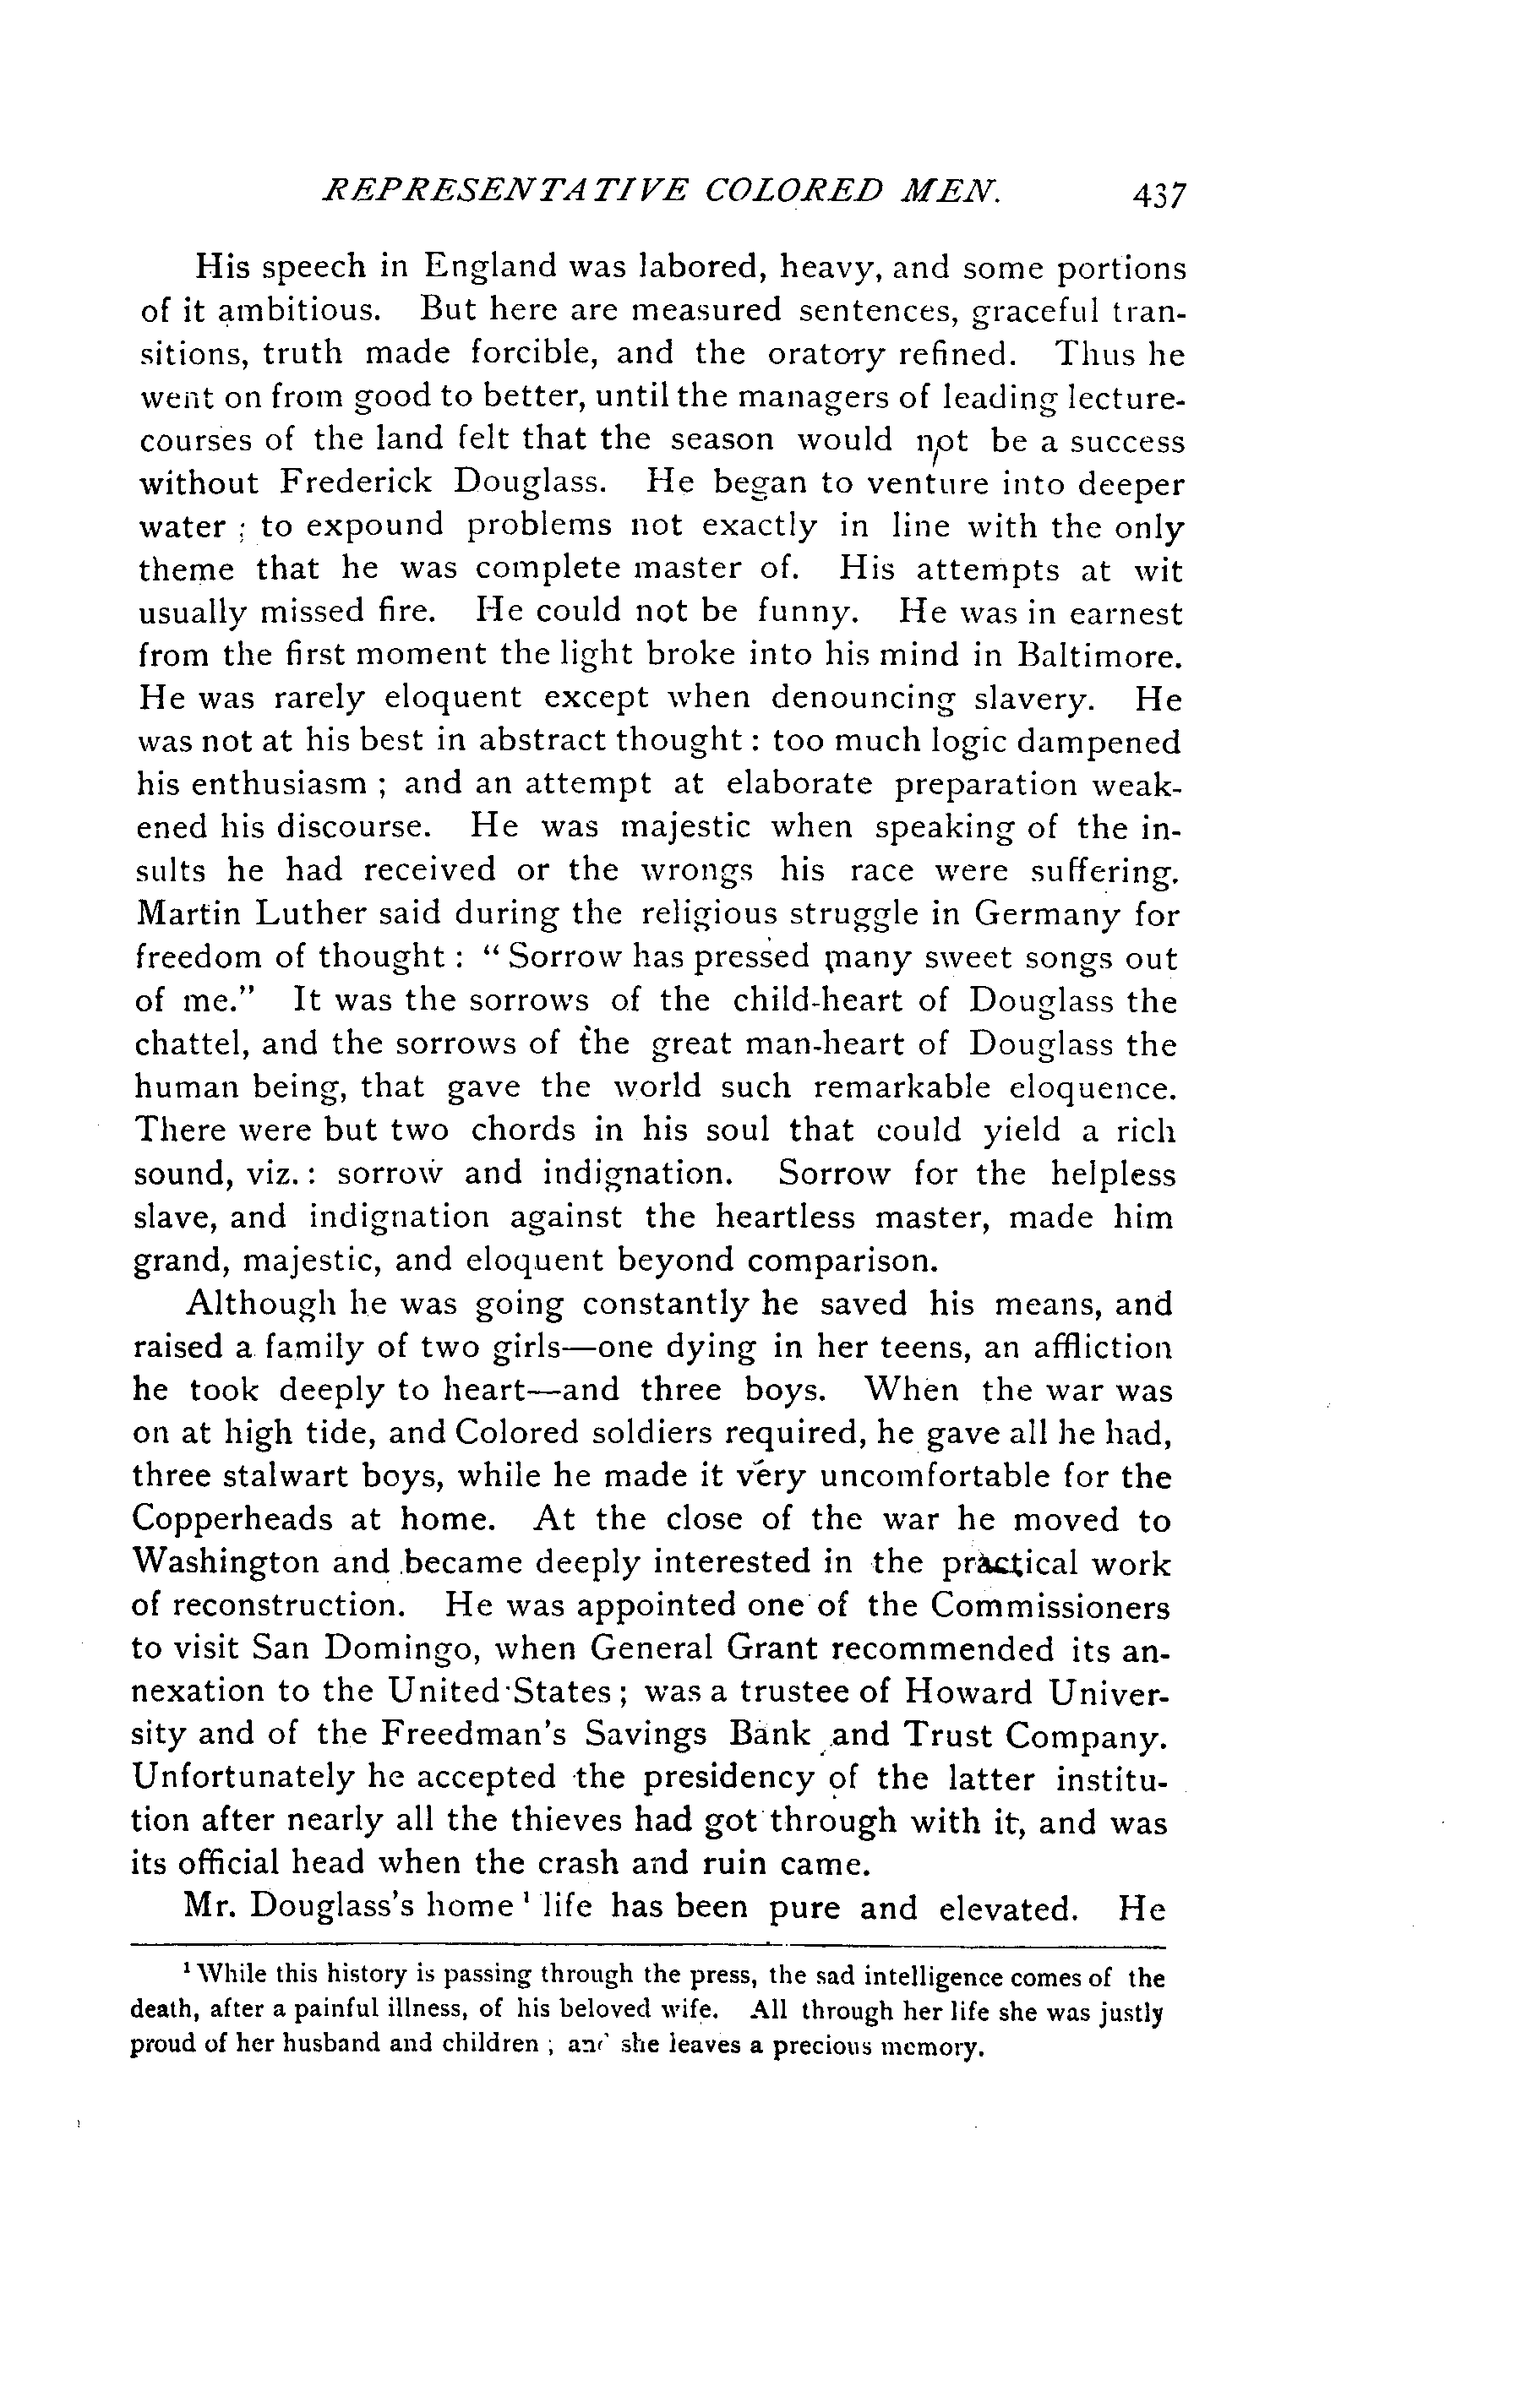 REPRESENTATIVE COLORED MEN. 437
His speech in England was labored, heavy, and some portions
of it ambitious. But here are measured sentences, graceful tran-
sitions, truth made forcible, and the oratory refined. Thus he
went on from good to better, until the managers of leading lecture-
courses of the land felt that the season would not be a success
without Frederick Douglass. He began to venture into deeper
water ; to expound problems not exactly in line with the only
theme that he was complete master of. His attempts at wit
usually missed fire. He could not be funny. He was in earnest
from the first moment the light broke into his mind in Baltimore.
He was rarely eloquent except when denouncing slavery. He
was not at his best in abstract thought : too much logic dampened
his enthusiasm ; and an attempt at elaborate preparation weak-
ened his discourse. He was majestic when speaking of the in-
sults he had received or the wrongs his race were suffering.
Martin Luther said during the religious struggle in Germany for
freedom of thought : “ Sorrow has pressed many sweet songs out
of me.” It was the sorrows of the child-heart of Douglass the
chattel, and the sorrows of the great man-heart of Douglass the
human being, that gave the world such remarkable eloquence.
There were but two chords in his soul that could yield a rich
sound, viz. : sorrow and indignation. Sorrow for the helpless
slave, and indignation against the heartless master, made him
grand, majestic, and eloquent beyond comparison.
Although he was going constantly he saved his means, and
raised a family of two girls—one dying in her teens, an affliction
he took deeply to heart—and three boys. When the war was
on at high tide, and Colored soldiers required, he gave all he had,
three stalwart boys, while he made it very uncomfortable for the
Copperheads at home. At the close of the war he moved to
Washington and became deeply interested in the practical work
of reconstruction. He was appointed one of the Commissioners
to visit San Domingo, when General Grant recommended its an-
nexation to the United States ; was a trustee of Howard Univer-
sity and of the Freedman's Savings Bank and Trust Company.
Unfortunately he accepted the presidency of the latter institu-
tion after nearly all the thieves had got through with it, and was
its official head when the crash and ruin came.
Mr. Douglass's home ¹ life has been pure and elevated. He
¹ While this history is passing through the press, the sad intelligence comes of the
death, after a painful illness, of his beloved wife. All through her life she was justly
proud of her husband and children ; and she leaves a precious memory.